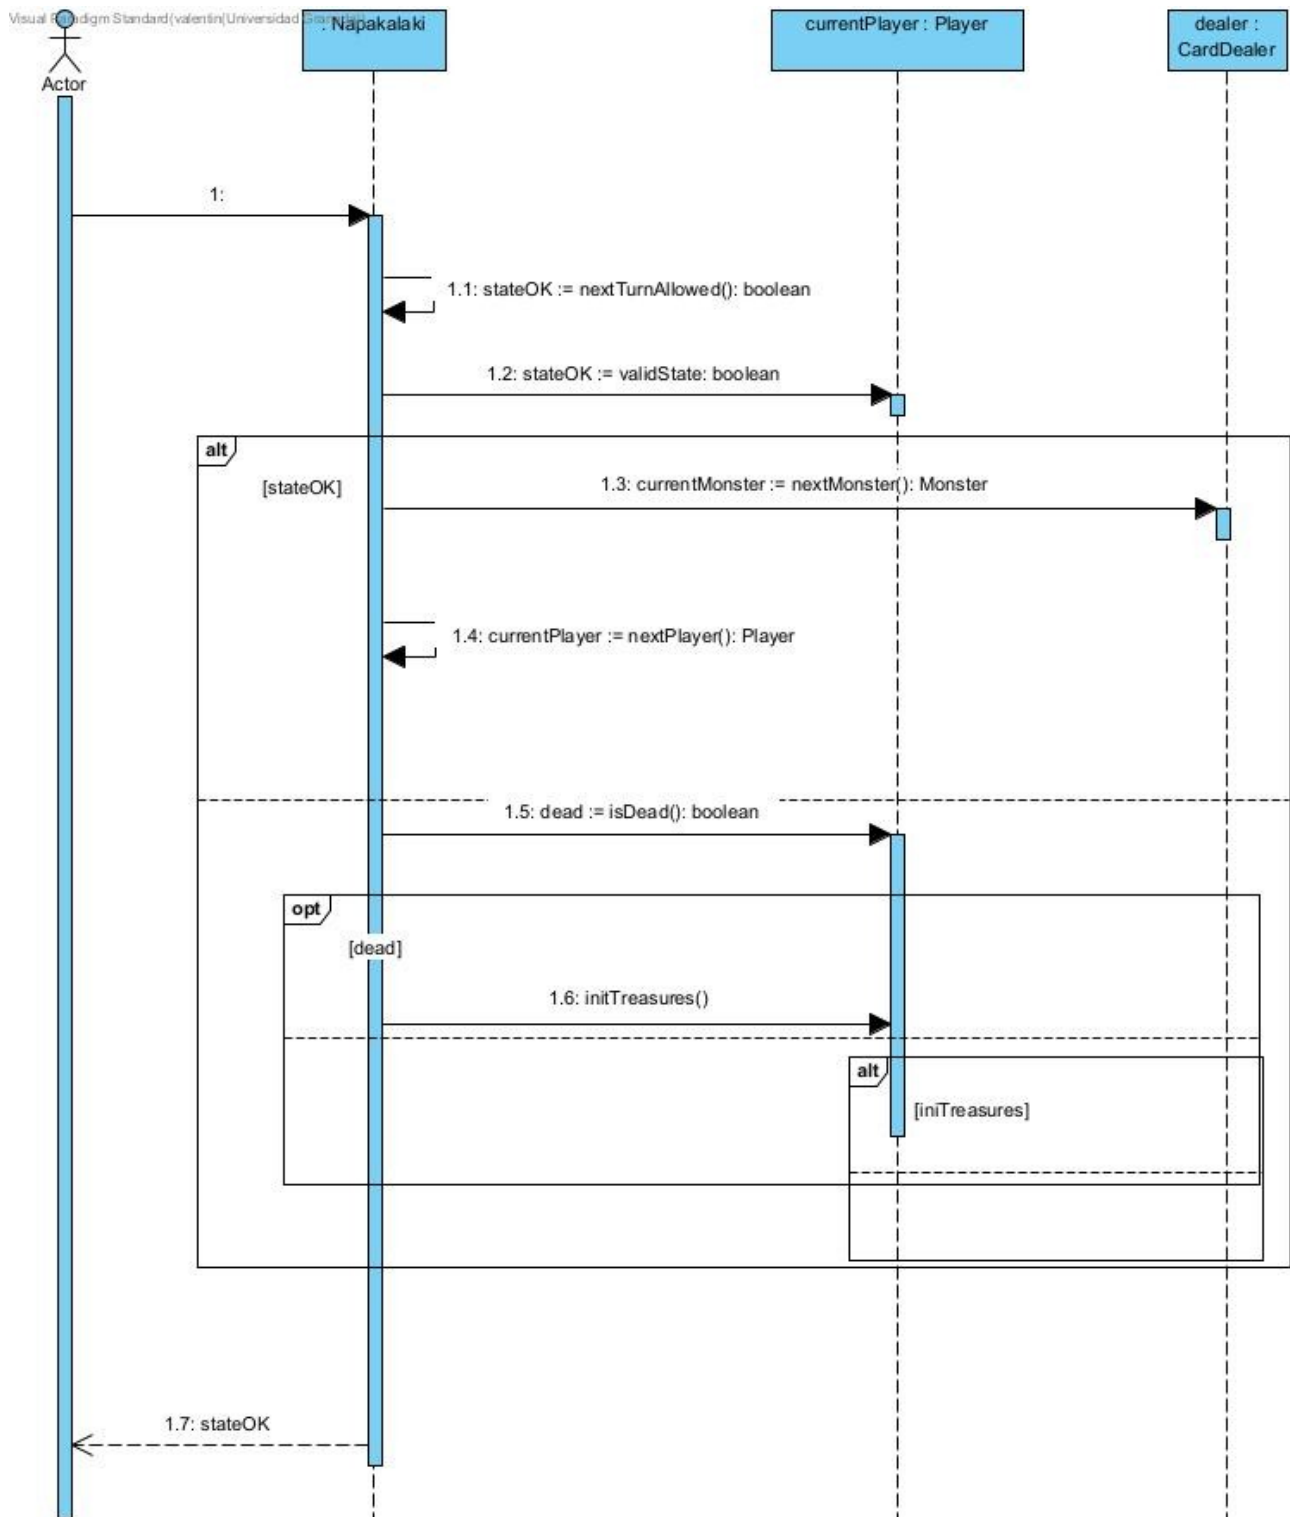 Visual Paradigm Standard(valentin(Universidad Granada))
: Napakalaki
currentPlayer : Player
dealer :
CardDealer
Actor
1:
1.1: stateOK := nextTurnAllowed(): boolean
1.2: stateOK := validState: boolean
alt
[stateOK]
1.3: currentMonster := nextMonster(): Monster
1.4: currentPlayer := nextPlayer(): Player
1.5: dead := isDead(): boolean
opt
[dead]
1.6: initTreasures()
alt
[iniTreasures]
1.7: stateOK